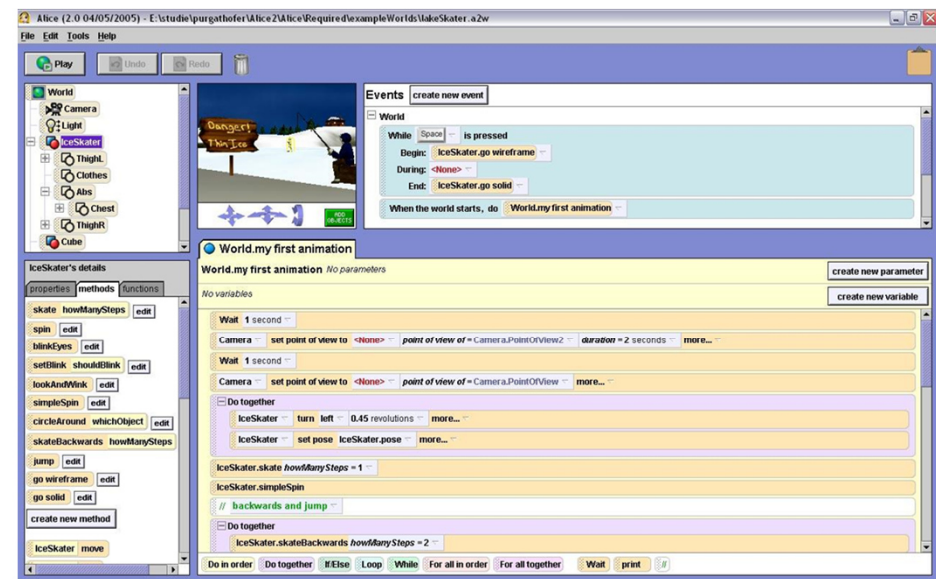 Alice (2.0 04/05/2005) - E:\studie\purgathofer\Alice2\Alice\Required\exampleWorlds\lakeSkater.a2w
File Edit Tools Help
Play Undo Redo
World
Camera
Light
IceSkater
ThighL
Clothes
Abs
Chest
ThighR
Cube
Danger!
Thin Ice
ADD OBJECTS
Events create new event
World
While Space is pressed
Begin: IceSkater.go wireframe
During: <None>
End: IceSkater.go solid
When the world starts, do World.my first animation
IceSkater's details
properties methods functions
skate howManySteps edit
spin edit
blinkEyes edit
setBlink shouldBlink edit
lookAndWink edit
simpleSpin edit
circleAround whichObject edit
skateBackwards howManySteps
jump edit
go wireframe edit
go solid edit
create new method
IceSkater move
World.my first animation
World.my first animation No parameters create new parameter
No variables create new variable
Wait 1 second
Camera set point of view to <None> point of view of = Camera.PointOfView2 duration = 2 seconds more...
Wait 1 second
Camera set point of view to <None> point of view of = Camera.PointOfView more...
Do together
IceSkater turn left 0.45 revolutions more...
IceSkater set pose IceSkater.pose more...
IceSkater.skate howManySteps = 1
IceSkater.simpleSpin
// backwards and jump
Do together
IceSkater.skateBackwards howManySteps = 2
Do in order Do together If/Else Loop While For all in order For all together Wait print //